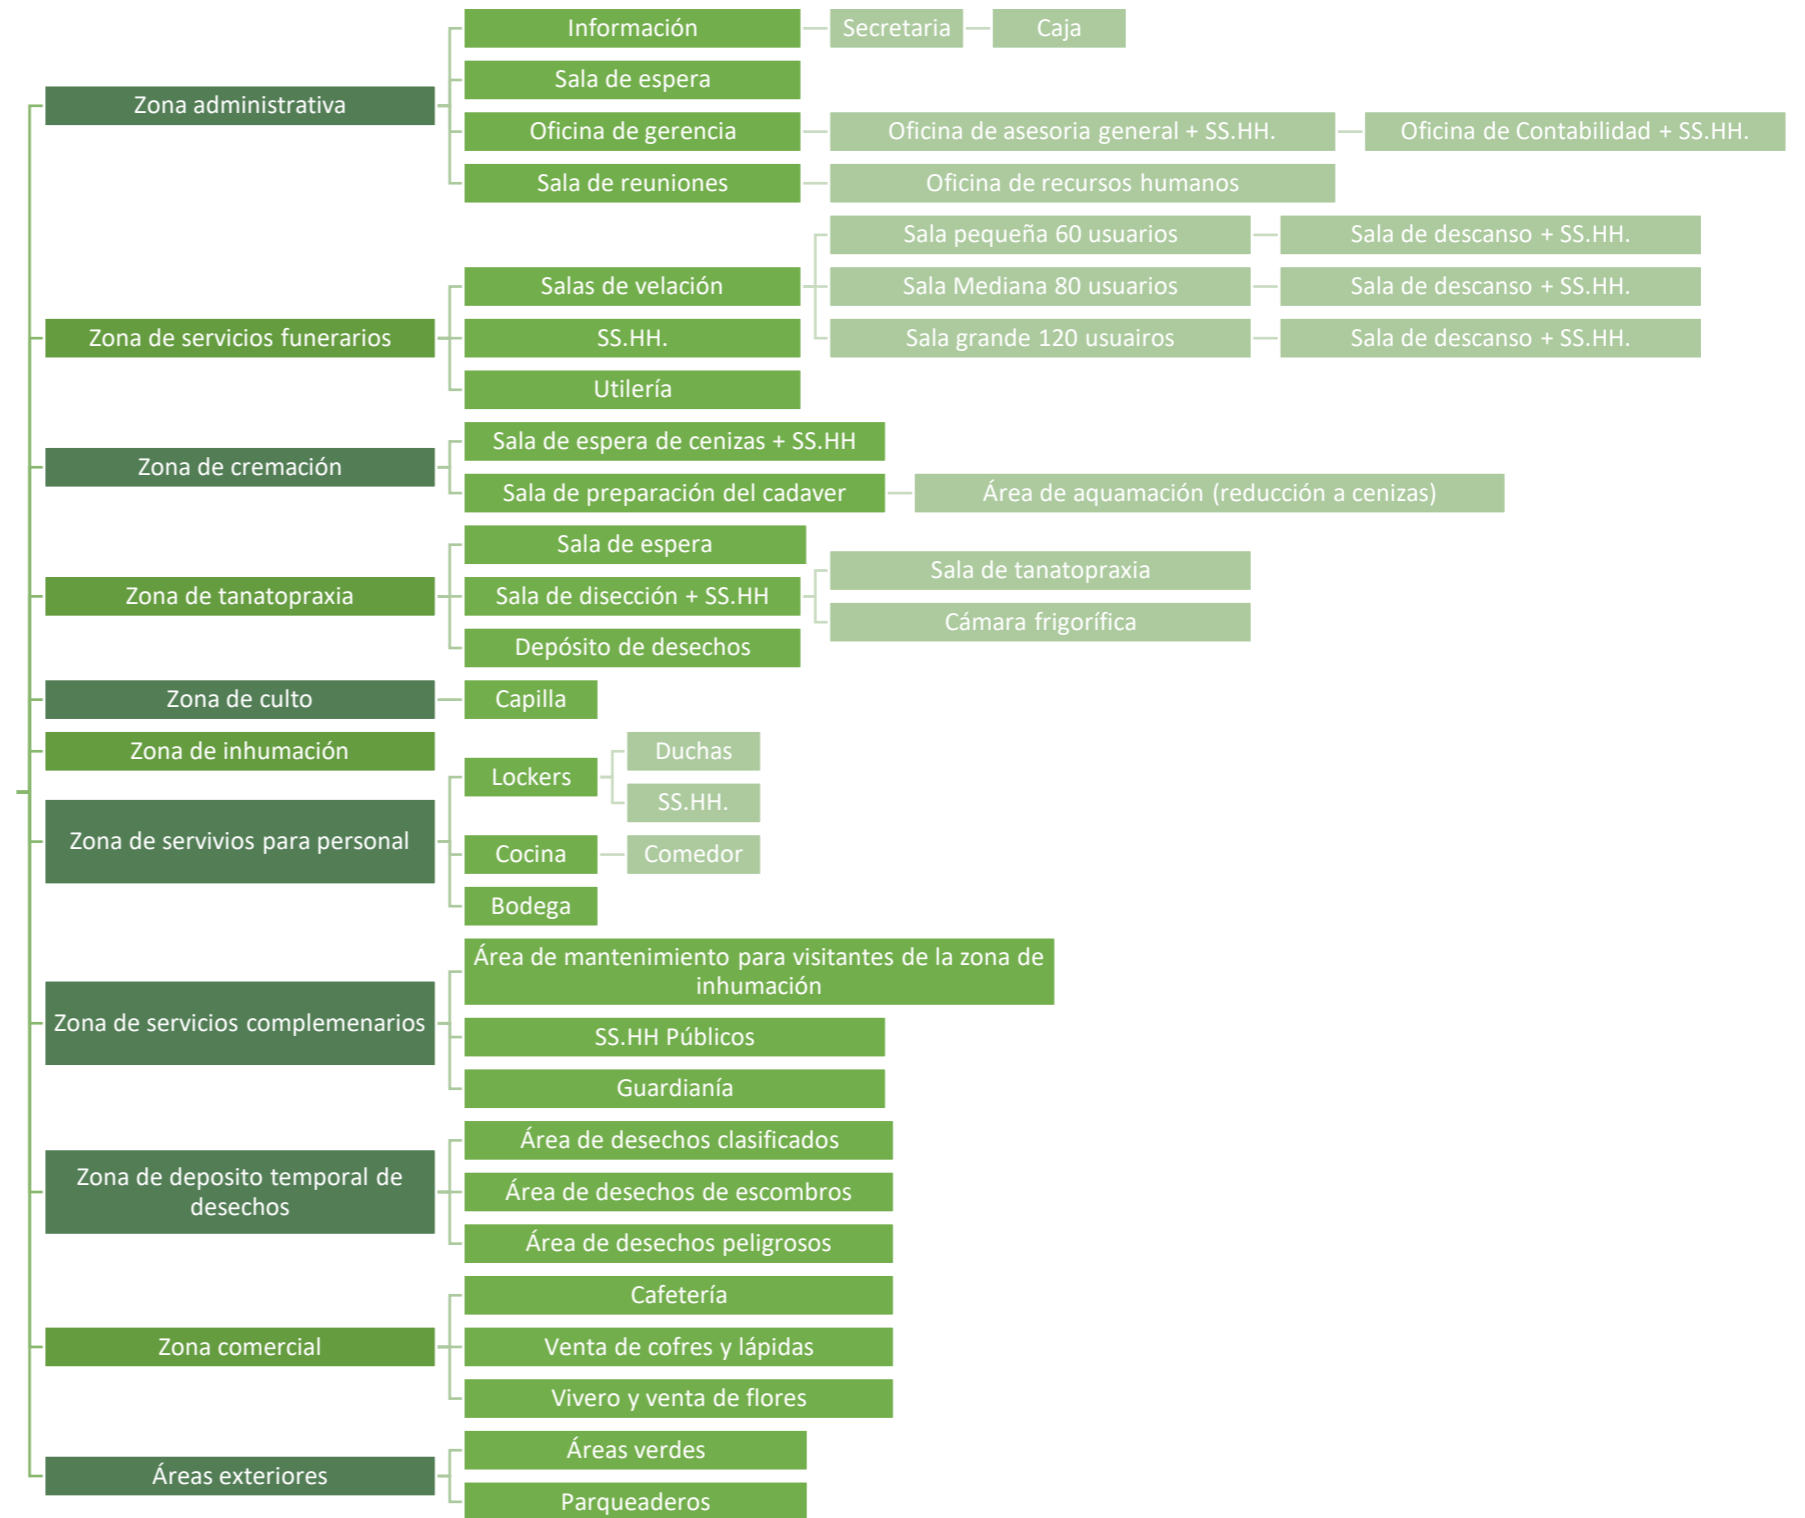 Zona administrativa
Información
Secretaria
Caja
Sala de espera
Oficina de gerencia
Oficina de asesoria general + SS.HH.
Oficina de Contabilidad + SS.HH.
Sala de reuniones
Oficina de recursos humanos
Zona de servicios funerarios
Salas de velación
Sala pequeña 60 usuarios
Sala de descanso + SS.HH.
Sala Mediana 80 usuarios
Sala de descanso + SS.HH.
Sala grande 120 usuairos
Sala de descanso + SS.HH.
SS.HH.
Utilería
Zona de cremación
Sala de espera de cenizas + SS.HH
Sala de preparación del cadaver
Área de aquamación (reducción a cenizas)
Zona de tanatopraxia
Sala de espera
Sala de disección + SS.HH
Sala de tanatopraxia
Cámara frigorífica
Depósito de desechos
Zona de culto
Capilla
Zona de inhumación
Zona de servivios para personal
Lockers
Duchas
SS.HH.
Cocina
Comedor
Bodega
Zona de servicios complemenarios
Área de mantenimiento para visitantes de la zona de
inhumación
SS.HH Públicos
Guardianía
Zona de deposito temporal de
desechos
Área de desechos clasificados
Área de desechos de escombros
Área de desechos peligrosos
Zona comercial
Cafetería
Venta de cofres y lápidas
Vivero y venta de flores
Áreas exteriores
Áreas verdes
Parqueaderos